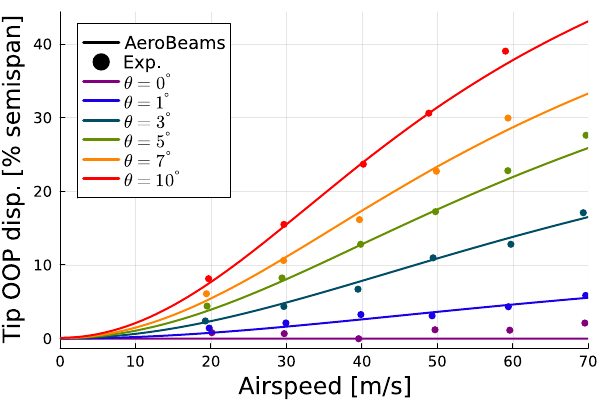 Tip OOP disp. [% semispan]
40
30
20
10
0
AeroBeams
Exp.
θ = 0°
θ = 1°
θ = 3°
θ = 5°
θ = 7°
θ = 10°
0 10 20 30 40 50 60 70
Airspeed [m/s]